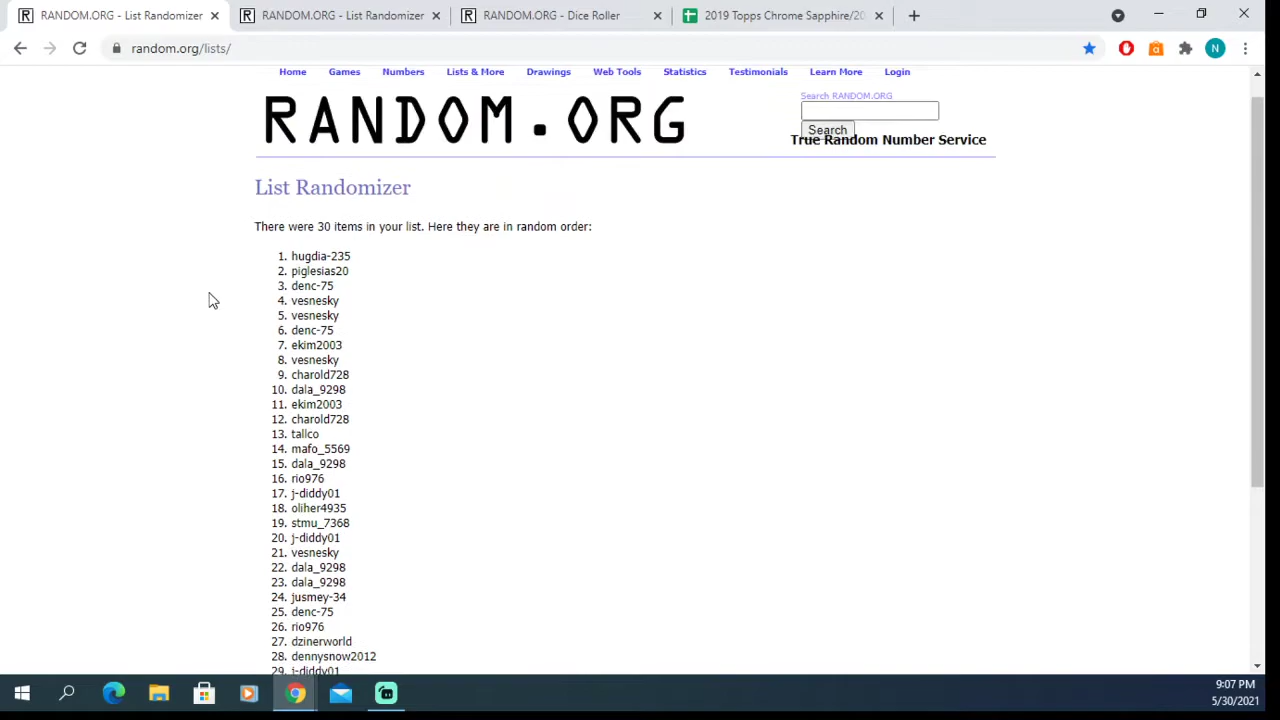 RANDOM.ORG - List Randomizer
RANDOM.ORG - List Randomizer
RANDOM.ORG - Dice Roller
2019 Topps Chrome Sapphire/20
random.org/lists/
N
Home Games Numbers Lists & More Drawings Web Tools Statistics Testimonials Learn More Login
Search RANDOM.ORG
RANDOM.ORG
Search
True Random Number Service
List Randomizer
There were 30 items in your list. Here they are in random order:
1. hugdia-235
2. piglesias20
3. denc-75
4. vesnesky
5. vesnesky
6. denc-75
7. ekim2003
8. vesnesky
9. charold728
10. dala_9298
11. ekim2003
12. charold728
13. tallco
14. mafo_5569
15. dala_9298
16. rio976
17. j-diddy01
18. oliher4935
19. stmu_7368
20. j-diddy01
21. vesnesky
22. dala_9298
23. dala_9298
24. jusmey-34
25. denc-75
26. rio976
27. dzinerworld
28. dennysnow2012
29. j-diddy01
9:07 PM
5/30/2021